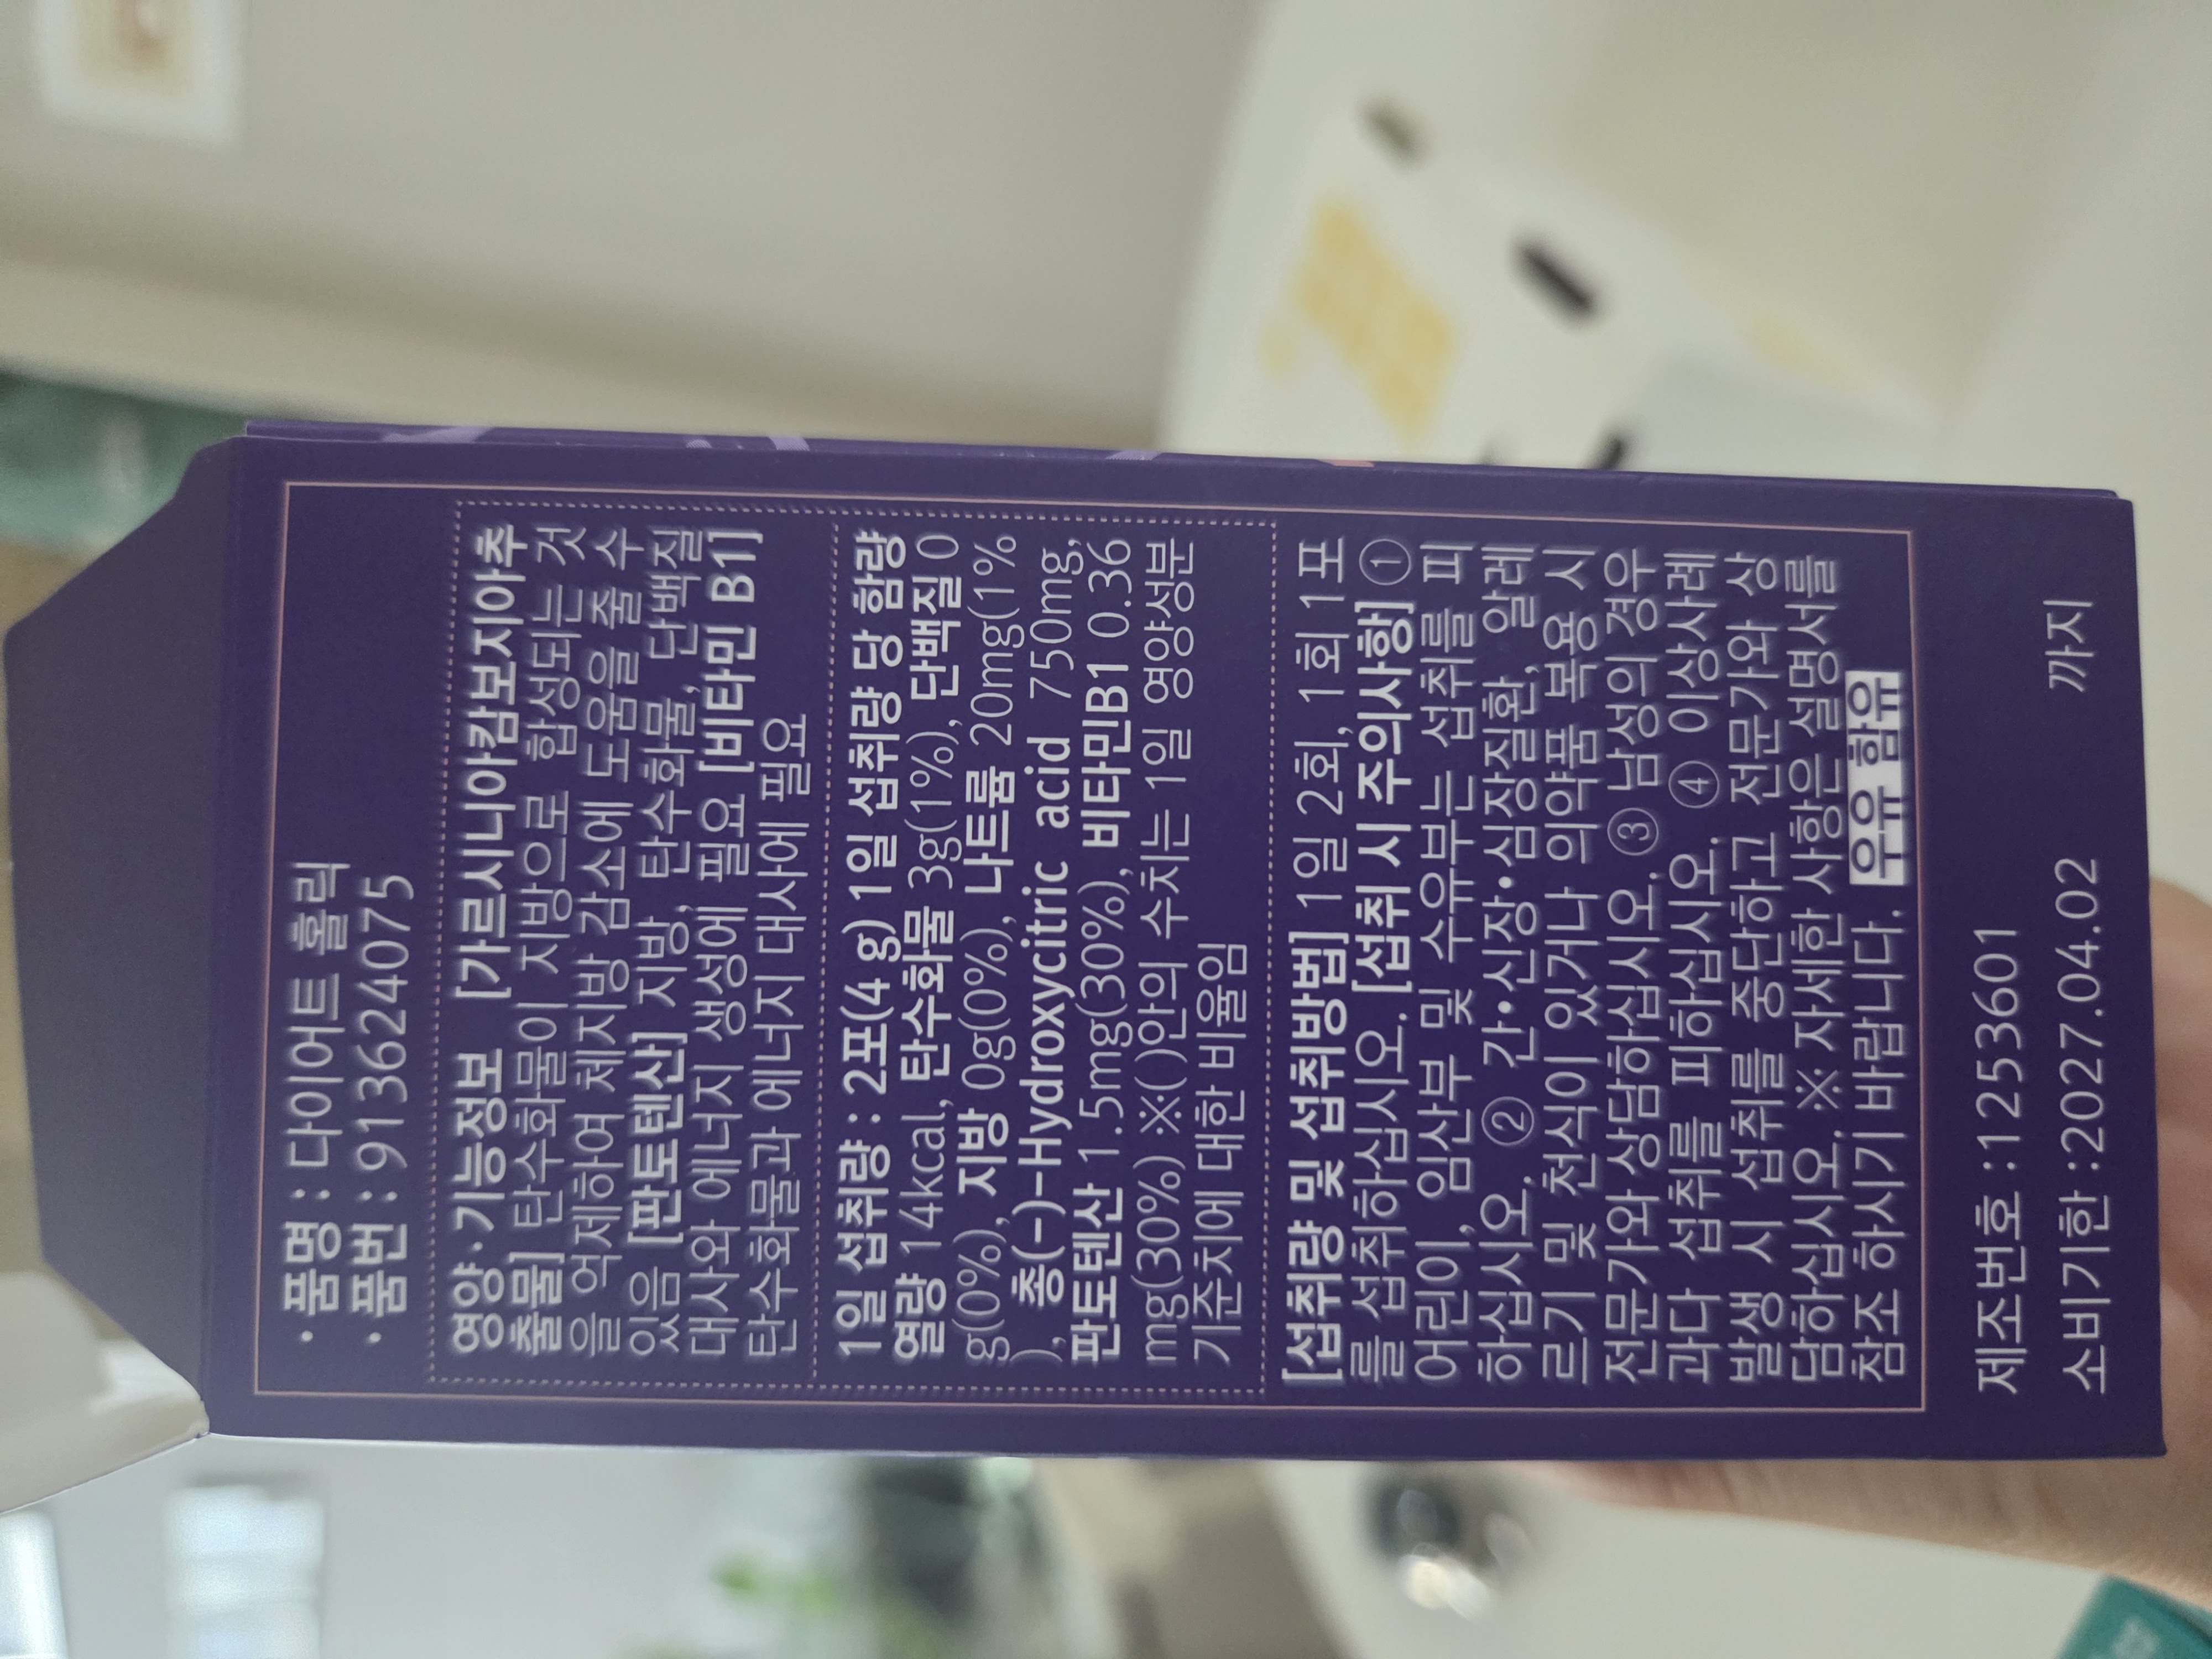 · 품명 : 다이어트 홀릭
· 품번 : 913624075
영양·기능정보 [가르시니아캄보지아추
출물] 탄수화물이 지방으로 합성되는 것
을 억제하여 체지방 감소에 도움을 줄 수
있음 [판토텐산] 지방, 탄수화물, 단백질
대사와 에너지 생성에 필요 [비타민 B1]
탄수화물과 에너지 대사에 필요
1일 섭취량 : 2포(4 g) 1일 섭취량 당 함량
열량 14kcal, 탄수화물 3g(1%), 단백질 0
g(0%), 지방 0g(0%), 나트륨 20mg(1%
), 총(-)-Hydroxycitric acid 750mg,
판토텐산 1.5mg(30%), 비타민B1 0.36
mg(30%) ※( )안의 수치는 1일 영양성분
기준치에 대한 비율임
[섭취량 및 섭취방법] 1일 2회, 1회 1포
를 섭취하십시오. [섭취 시 주의사항] ①
어린이, 임산부 및 수유부는 섭취를 피
하십시오. ② 간•신장•심장질환, 알레
르기 및 천식이 있거나 의약품 복용 시
전문가와 상담하십시오. ③ 남성의 경우
과다 섭취를 피하십시오. ④ 이상사례
발생 시 섭취를 중단하고 전문가와 상
담하십시오. ※ 자세한 사항은 설명서를
참조 하시기 바랍니다. 우유 함유
제조번호 :1253601
소비기한 :2027.04.02 까지